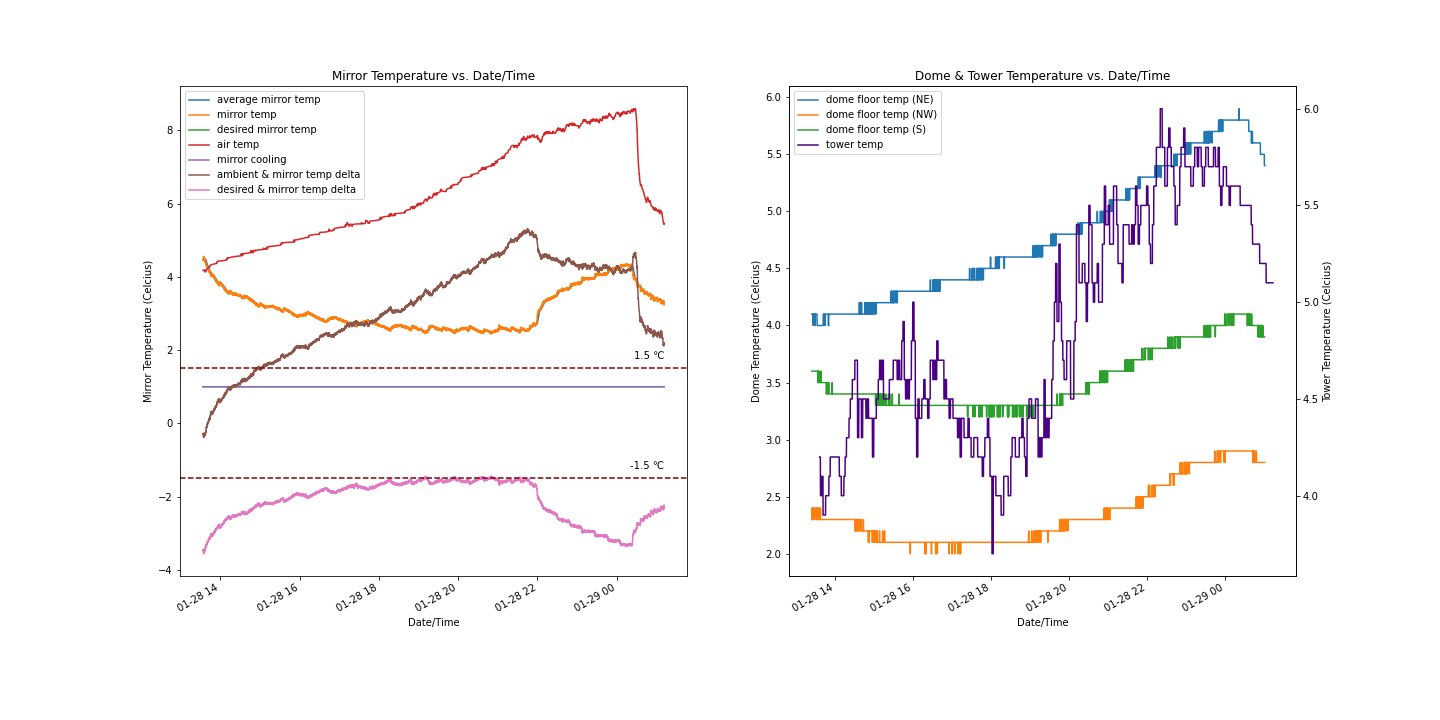 Mirror Temperature vs. Date/Time
average mirror temp
mirror temp
desired mirror temp
air temp
mirror cooling
ambient & mirror temp delta
desired & mirror temp delta
8
6
4
2
0
−2
−4
Mirror Temperature (Celcius)
1.5 °C
-1.5 °C
01-28 14
01-28 16
01-28 18
01-28 20
01-28 22
01-29 00
Date/Time
Dome & Tower Temperature vs. Date/Time
dome floor temp (NE)
dome floor temp (NW)
dome floor temp (S)
tower temp
6.0
5.5
5.0
4.5
4.0
3.5
3.0
2.5
2.0
Dome Temperature (Celcius)
6.0
5.5
5.0
4.5
4.0
Tower Temperature (Celcius)
01-28 14
01-28 16
01-28 18
01-28 20
01-28 22
01-29 00
Date/Time